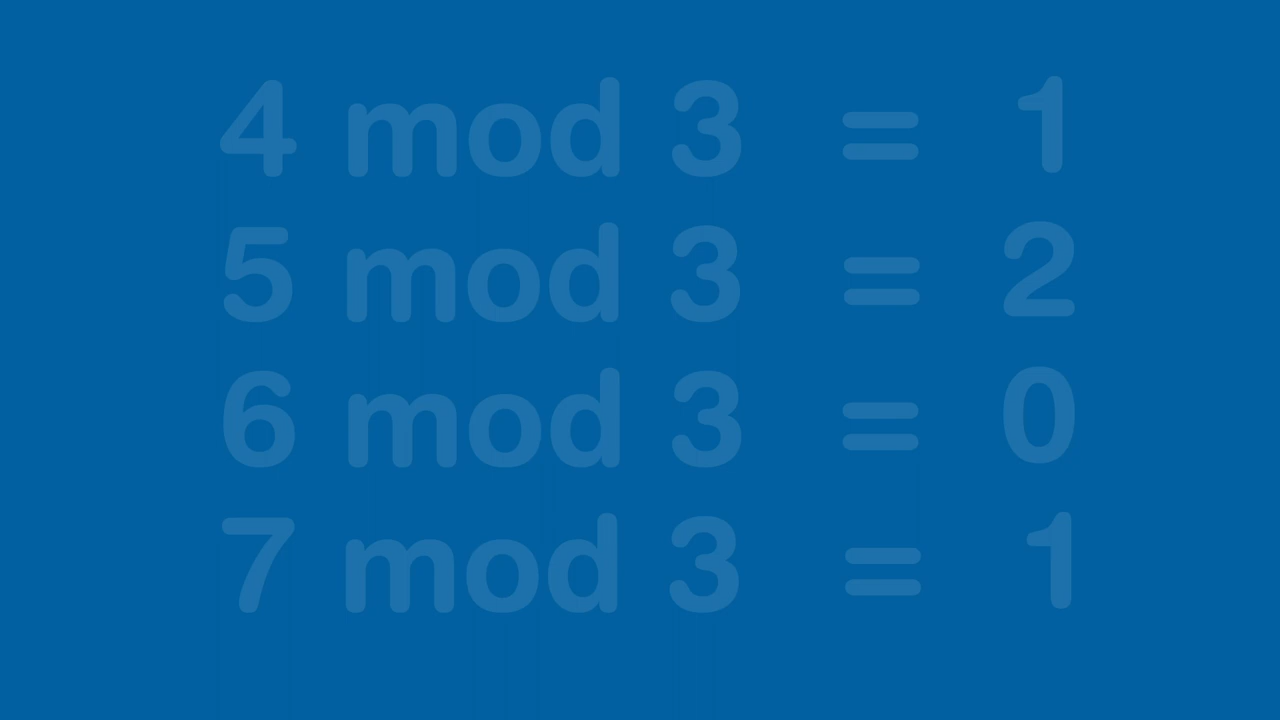 4 mod 3 = 1
5 mod 3 = 2
6 mod 3 = 0
7 mod 3 = 1